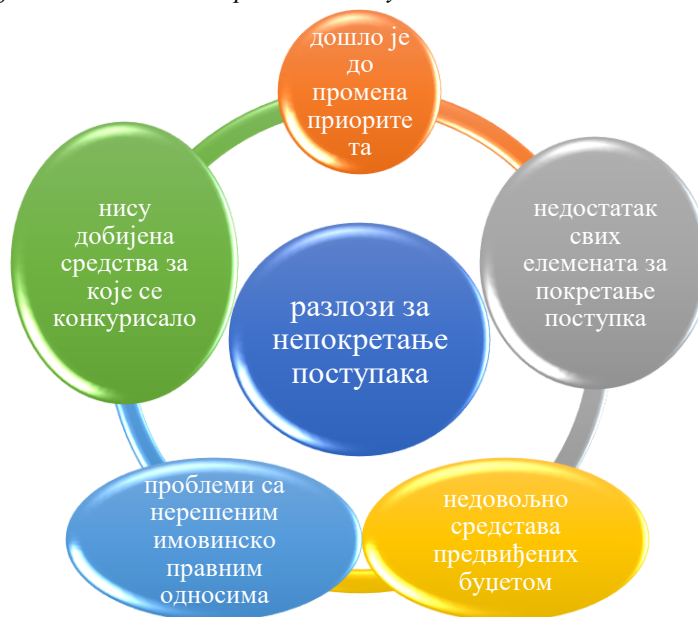 дошло је
до
промена
приорите
та
недостатак
свих
елемената за
покретање
поступка
недовољно
средстава
предвиђених
буџетом
проблеми са
нерешеним
имовинско
правним
односима
нису
добијена
средства за
које се
конкурисало
разлози за
непокретање
поступака